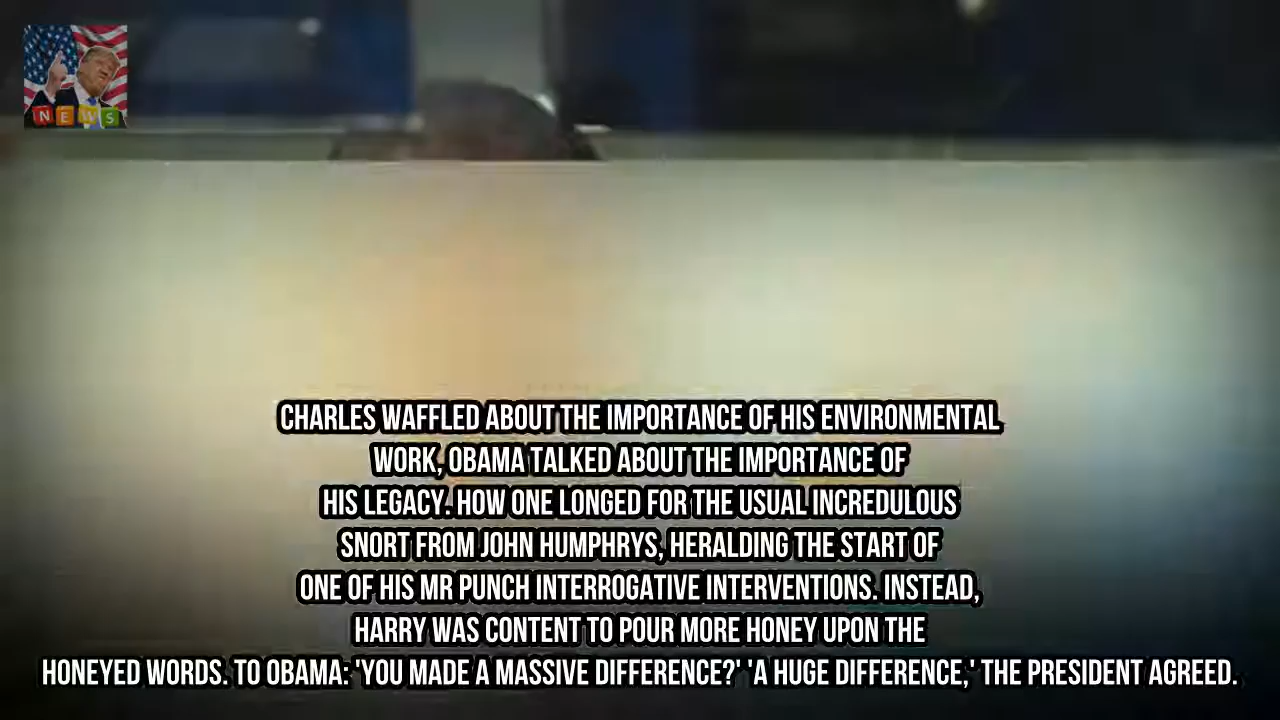 NEWS
CHARLES WAFFLED ABOUT THE IMPORTANCE OF HIS ENVIRONMENTAL
WORK, OBAMA TALKED ABOUT THE IMPORTANCE OF
HIS LEGACY. HOW ONE LONGED FOR THE USUAL INCREDULOUS
SNORT FROM JOHN HUMPHRYS, HERALDING THE START OF
ONE OF HIS MR PUNCH INTERROGATIVE INTERVENTIONS. INSTEAD,
HARRY WAS CONTENT TO POUR MORE HONEY UPON THE
HONEYED WORDS. TO OBAMA: 'YOU MADE A MASSIVE DIFFERENCE?' 'A HUGE DIFFERENCE,' THE PRESIDENT AGREED.